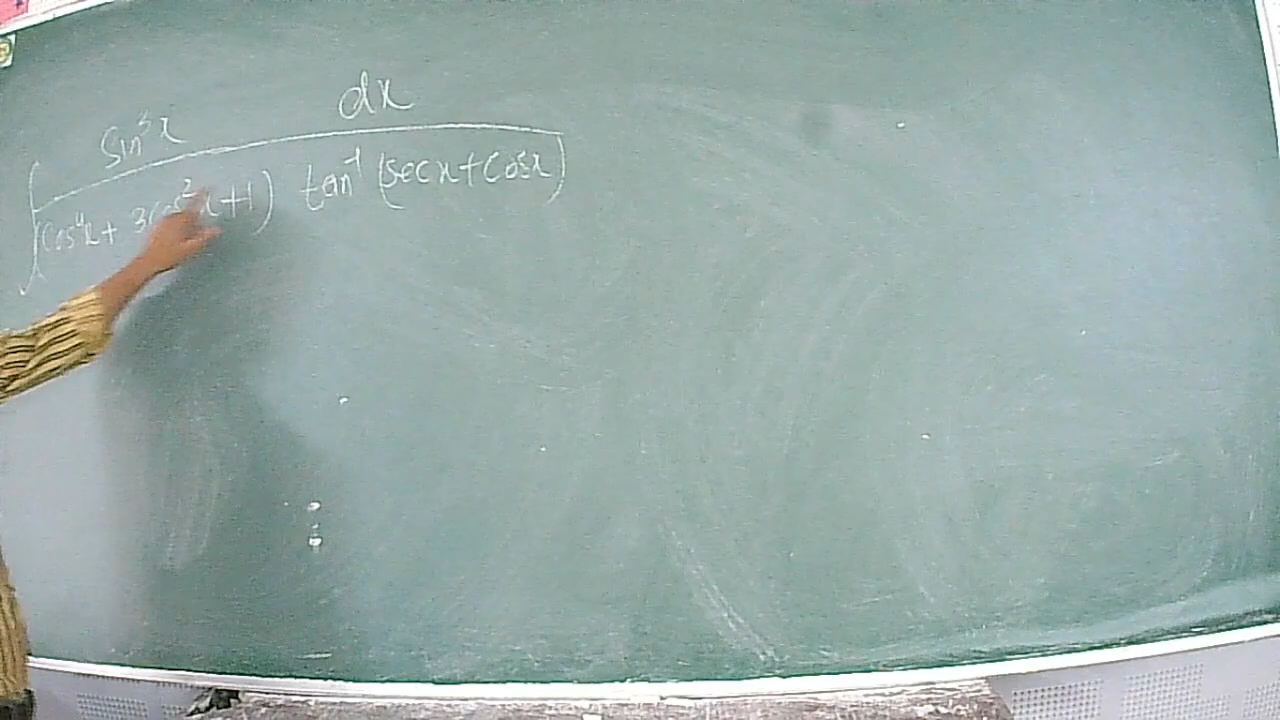 ∫ sin³x dx
(cos⁴x + 3cos²x+1) tan⁻¹(secx+cosx)